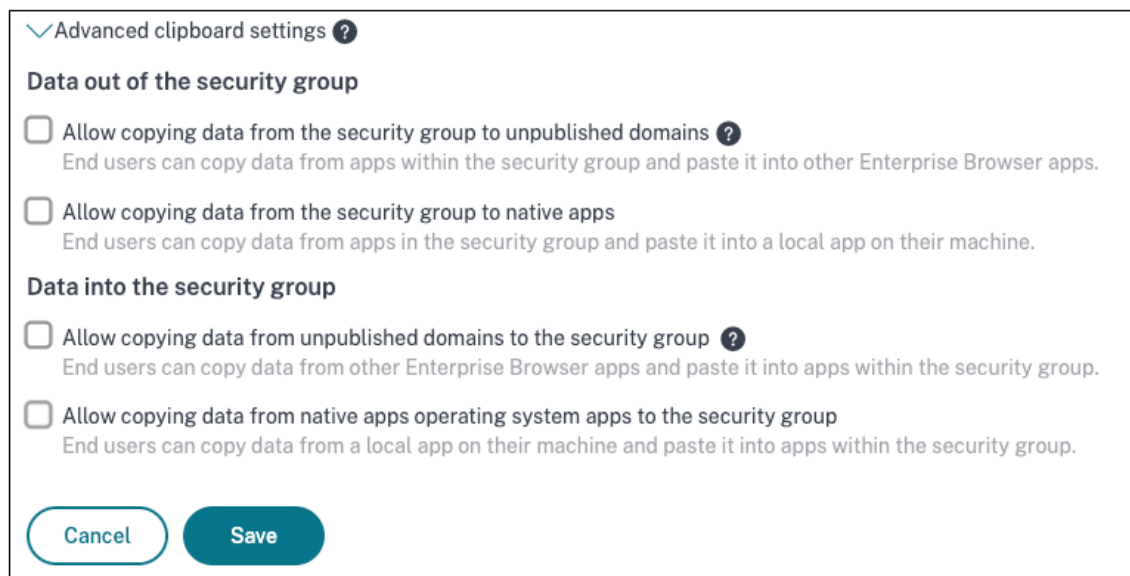 Advanced clipboard settings ?
Data out of the security group
Allow copying data from the security group to unpublished domains ?
End users can copy data from apps within the security group and paste it into other Enterprise Browser apps.
Allow copying data from the security group to native apps
End users can copy data from apps in the security group and paste it into a local app on their machine.
Data into the security group
Allow copying data from unpublished domains to the security group ?
End users can copy data from other Enterprise Browser apps and paste it into apps within the security group.
Allow copying data from native apps operating system apps to the security group
End users can copy data from a local app on their machine and paste it into apps within the security group.
Cancel Save